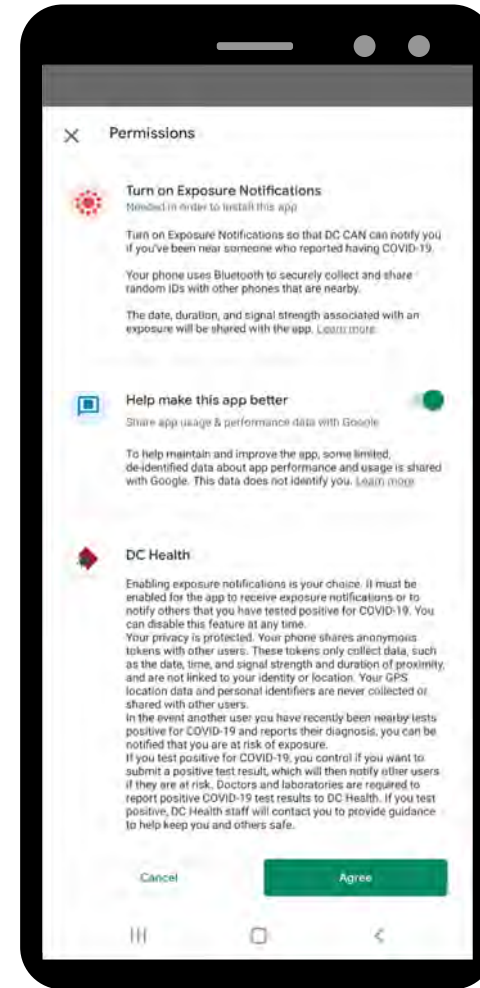 Permissions
Turn on Exposure Notifications
Needed in order to install this app
Turn on Exposure Notifications so that DC CAN can notify you
if you've been near someone who reported having COVID-19.
Your phone uses Bluetooth to securely collect and share
random IDs with other phones that are nearby.
The date, duration, and signal strength associated with an
exposure will be shared with the app. Learn more
Help make this app better
Share app usage & performance data with Google
To help maintain and improve the app, some limited,
de-identified data about app performance and usage is shared
with Google. This data does not identify you. Learn more
DC Health
Enabling exposure notifications is your choice. It must be
enabled for the app to receive exposure notifications or to
notify others that you have tested positive for COVID-19. You
can disable this feature at any time.
Your privacy is protected. Your phone shares anonymous
tokens with other users. These tokens only collect data, such
as the date, time, and signal strength and duration of proximity,
and are not linked to your identity or location. Your GPS
location data and personal identifiers are never collected or
shared with other users.
In the event another user you have recently been nearby tests
positive for COVID-19 and reports their diagnosis, you can be
notified that you are at risk of exposure.
If you test positive for COVID-19, you control if you want to
submit a positive test result, which will then notify other users
if they are at risk. Doctors and laboratories are required to
report positive COVID-19 test results to DC Health. If you test
positive, DC Health staff will contact you to provide guidance
to help keep you and others safe.
Cancel
Agree